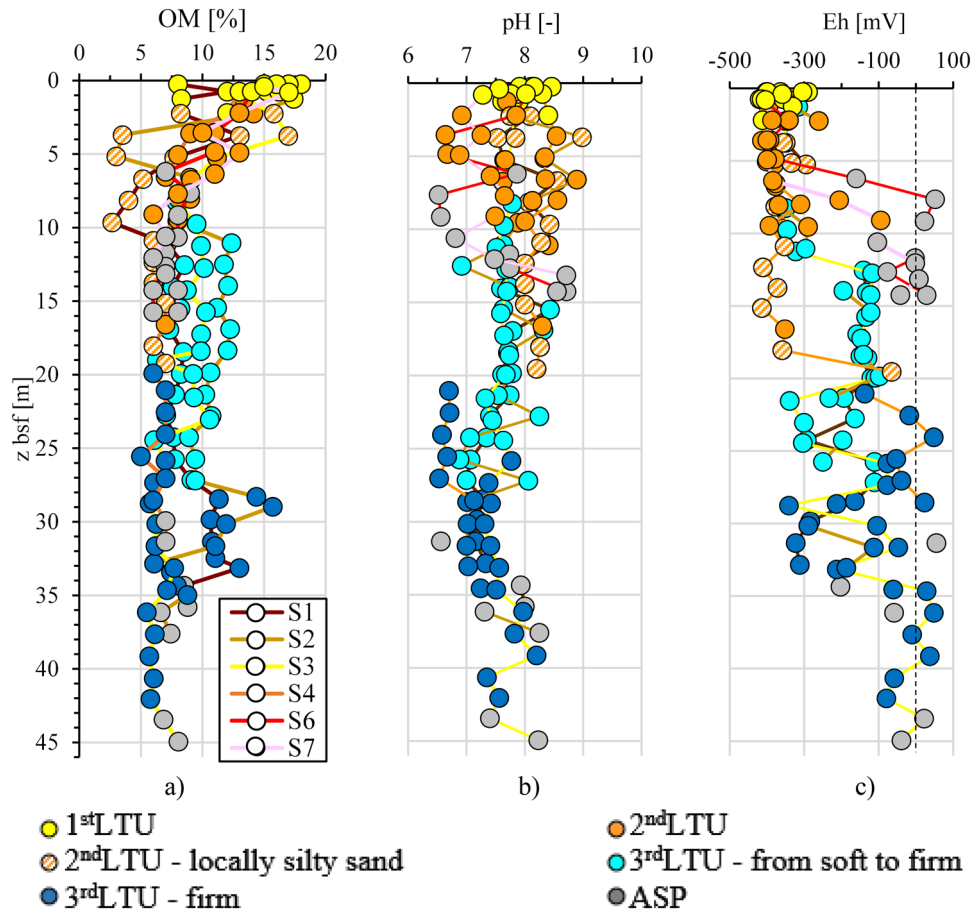 OM [%]
0 5 10 15 20
0
5
10
15
20
25
30
35
40
45
z bsf [m]
S1
S2
S3
S4
S6
S7
a)
pH [-]
6 7 8 9 10
b)
Eh [mV]
-500 -300 -100
c)
1stLTU
2ndLTU
2ndLTU - locally silty sand
3rdLTU - from soft to firm
3rdLTU - firm
ASP